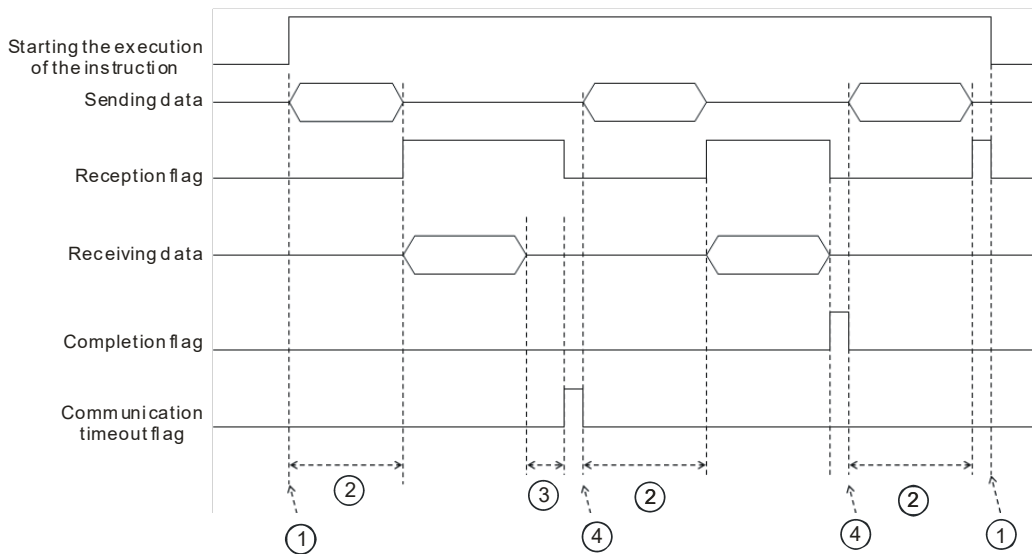 Starting the execution
of the instruction
Sending data
Reception flag
Receiving data
Completion flag
Communication
timeout flag
② ③ ② ②
① ④ ④ ①